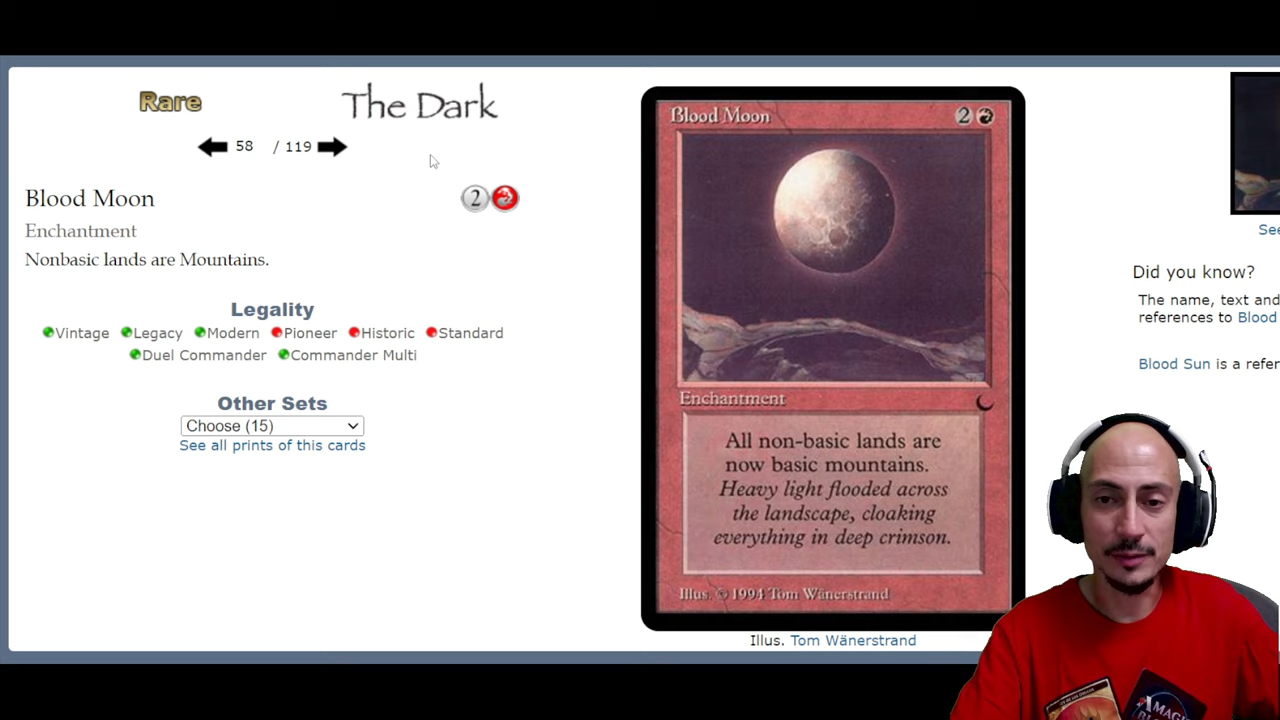 Rare
The Dark
58 / 119
Blood Moon
2
Enchantment
Nonbasic lands are Mountains.
Legality
Vintage Legacy Modern Pioneer Historic Standard
Duel Commander Commander Multi
Other Sets
Choose (15)
See all prints of this cards
Blood Moon
2
Enchantment
All non-basic lands are
now basic mountains.
Heavy light flooded across
the landscape, cloaking
everything in deep crimson.
Illus. © 1994 Tom Wänerstrand
Illus. Tom Wänerstrand
See
Did you know?
The name, text and
references to Blood
Blood Sun is a refer
MAGIC